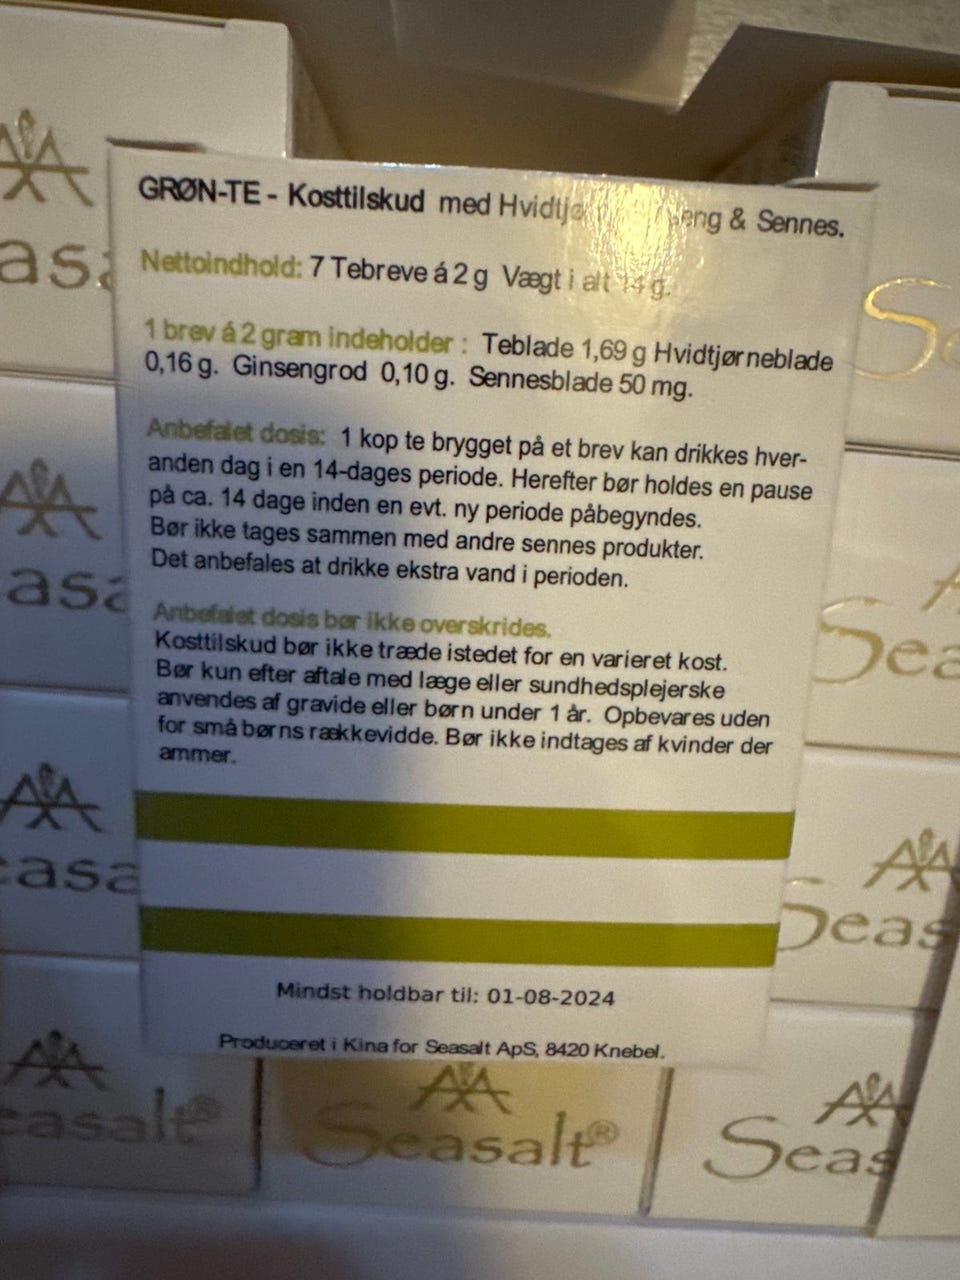 GRØN-TE - Kosttilskud med & Sennes.
Nettoindhold: 7 Tebreve á 2 g Vægt i alt 14 g.
1 brev á 2 gram indeholder : Teblade 1,69 g Hvidtjørneblade
0,16 g. Ginsengrod 0,10 g. Sennesblade 50 mg.
Anbefalet dosis: 1 kop te brygget på et brev kan drikkes hver-
anden dag i en 14-dages periode. Herefter bør holdes en pause
på ca. 14 dage inden en evt. ny periode påbegyndes.
Bør ikke tages sammen med andre sennes produkter.
Det anbefales at drikke ekstra vand i perioden.
Anbefalet dosis bør ikke overskrides.
Kosttilskud bør ikke træde istedet for en varieret kost.
Bør kun efter aftale med læge eller sundhedsplejerske
anvendes af gravide eller børn under 1 år. Opbevares uden
for små børns rækkevidde. Bør ikke indtages af kvinder der
ammer.
Mindst holdbar til: 01-08-2024
Produceret i Kina for Seasalt ApS, 8420 Knebel.
Seasalt®